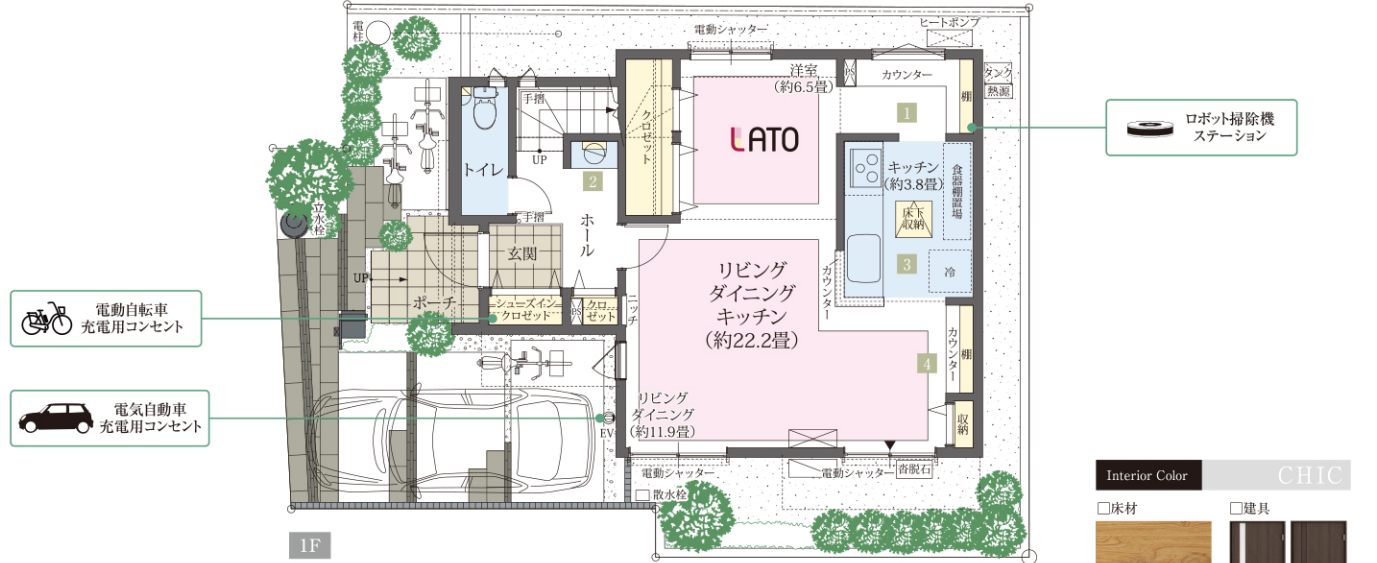 電柱
電動シャッター
ヒートポンプ
洋室
(約6.5畳)
PS
カウンター
タンク
熱源
棚
1
ロボット掃除機
ステーション
手摺
クロゼット
LATO
トイレ
UP
2
キッチン
(約3.8畳)
食器棚置場
床下
収納
立水栓
手摺
ホール
玄関
3
冷
UP
ポーチ
リビング
ダイニング
キッチン
(約22.2畳)
カウンター
電動自転車
充電用コンセント
シューズイン
クロゼット
PS
クロ
ゼット
ニッチ
カウンター
棚
4
電気自動車
充電用コンセント
リビング
ダイニング
(約11.9畳)
EV
収納
電動シャッター
電動シャッター
沓脱石
散水栓
1F
Interior Color
CHIC
□床材
□建具